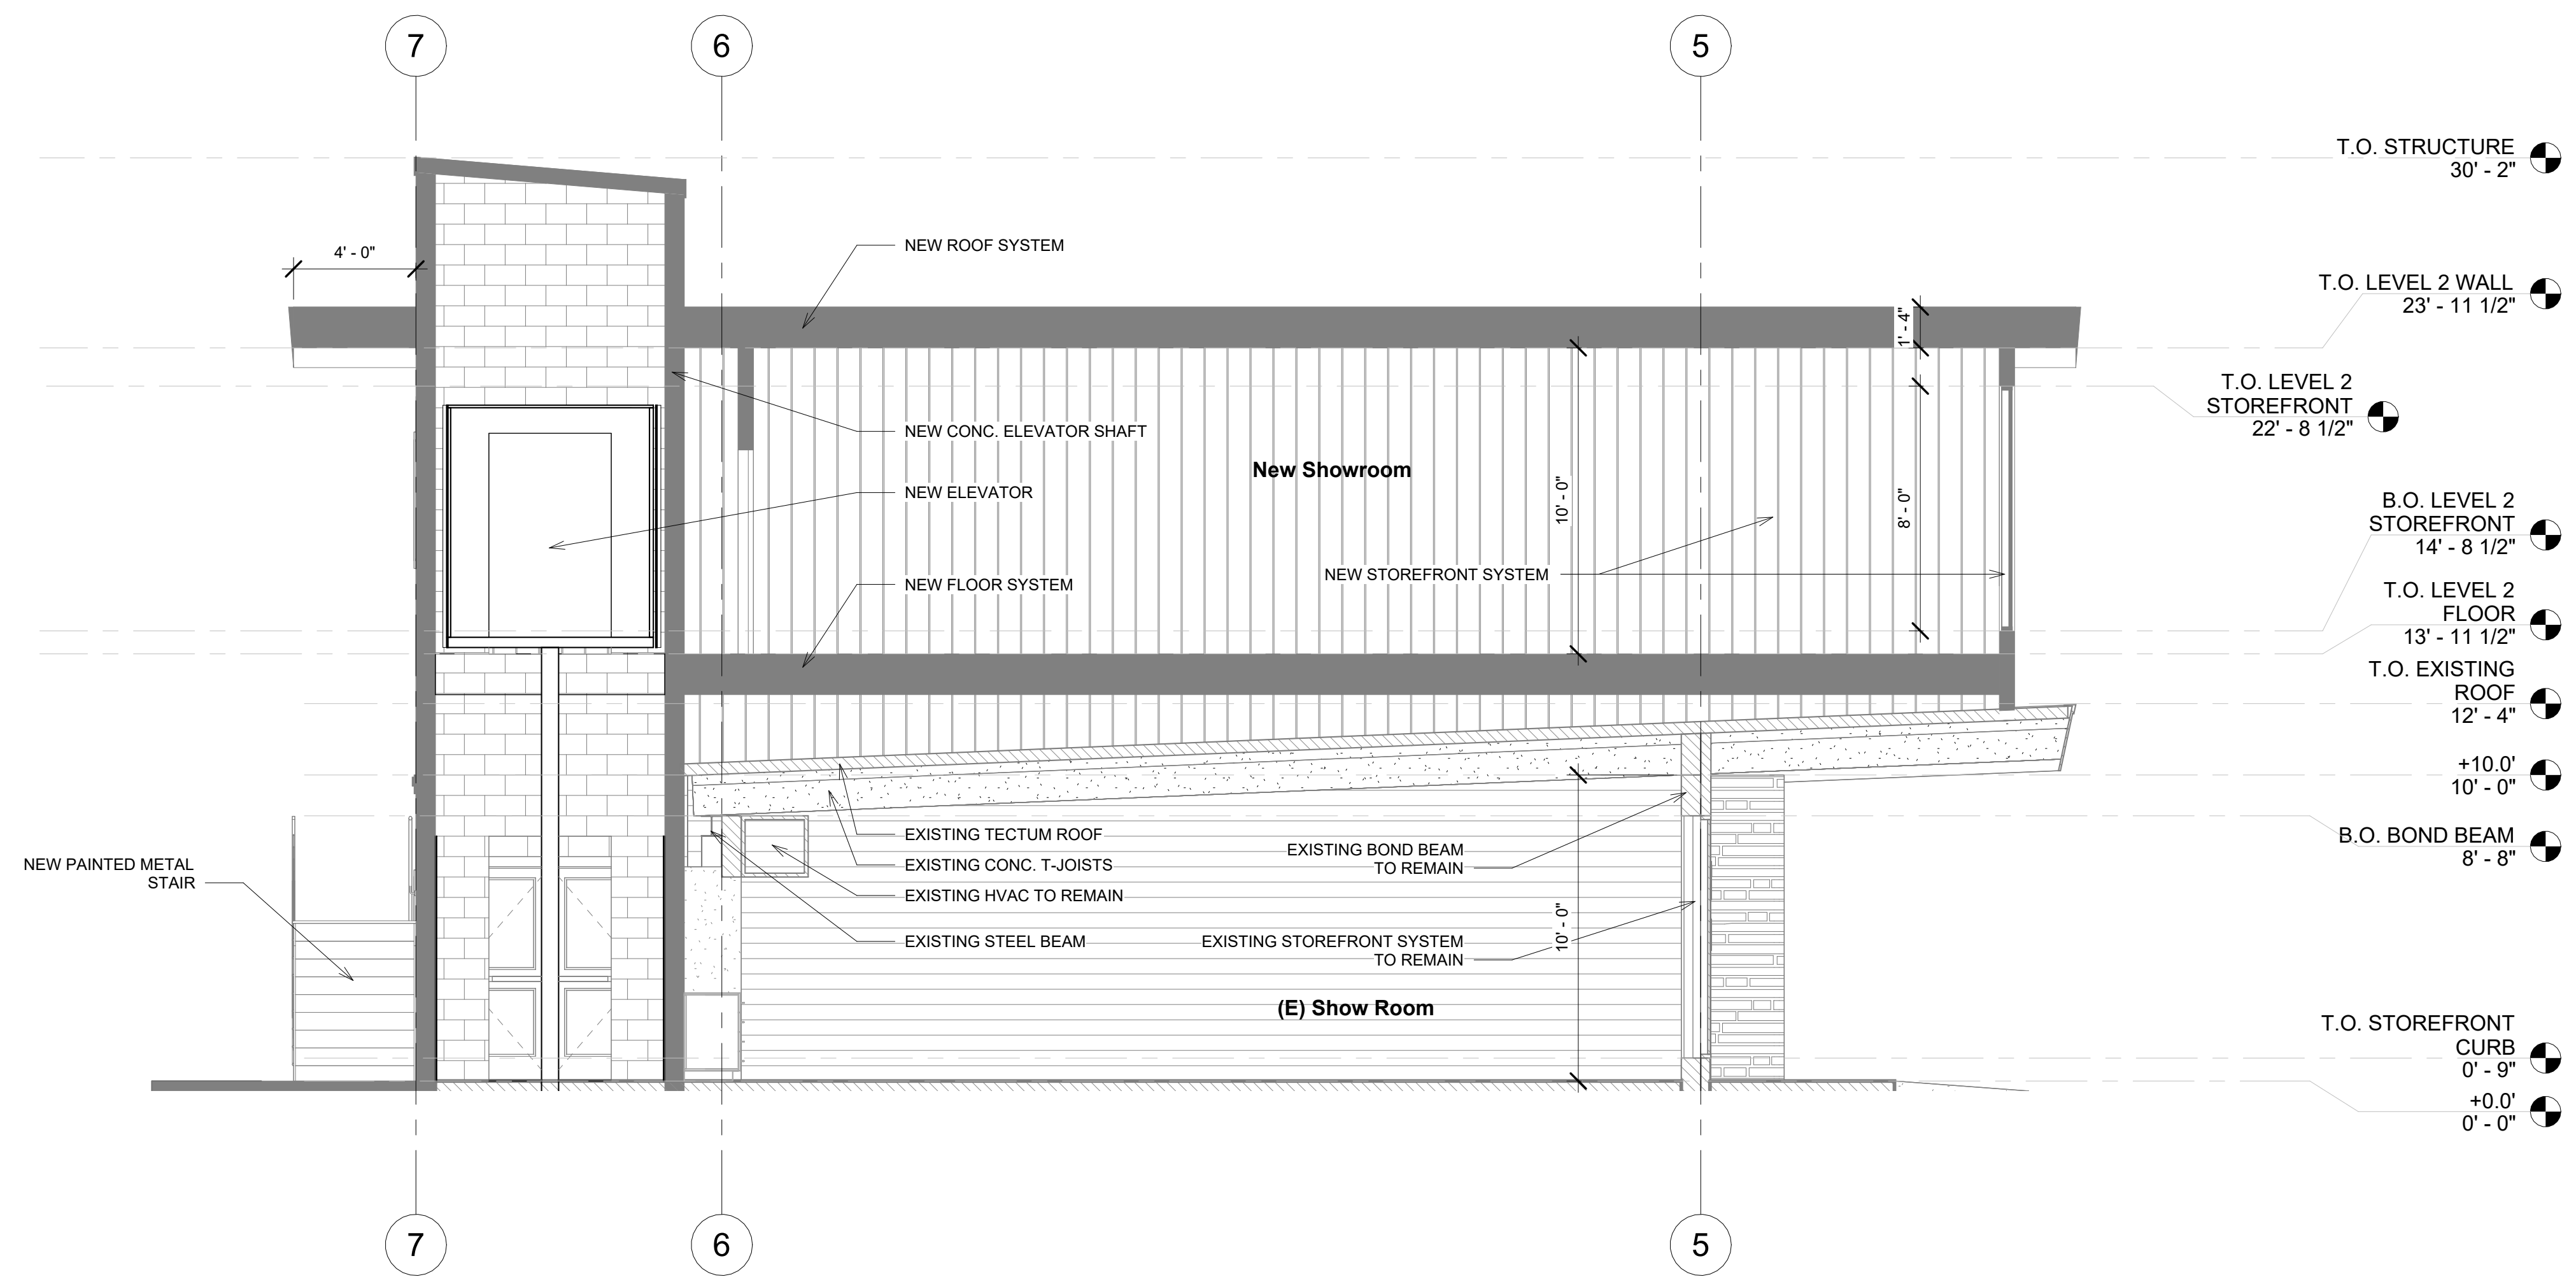 7
6
5
T.O. STRUCTURE
30' - 2"
4' - 0"
NEW ROOF SYSTEM
T.O. LEVEL 2 WALL
23' - 11 1/2"
1' - 4"
T.O. LEVEL 2
STOREFRONT
22' - 8 1/2"
NEW CONC. ELEVATOR SHAFT
New Showroom
NEW ELEVATOR
10' - 0"
8' - 0"
B.O. LEVEL 2
STOREFRONT
14' - 8 1/2"
NEW FLOOR SYSTEM
NEW STOREFRONT SYSTEM
T.O. LEVEL 2
FLOOR
13' - 11 1/2"
T.O. EXISTING
ROOF
12' - 4"
+10.0'
10' - 0"
EXISTING TECTUM ROOF
EXISTING CONC. T-JOISTS
EXISTING HVAC TO REMAIN
EXISTING STEEL BEAM
EXISTING BOND BEAM
TO REMAIN
B.O. BOND BEAM
8' - 8"
NEW PAINTED METAL
STAIR
EXISTING STOREFRONT SYSTEM
TO REMAIN
10' - 0"
(E) Show Room
T.O. STOREFRONT
CURB
0' - 9"
+0.0'
0' - 0"
7
6
5